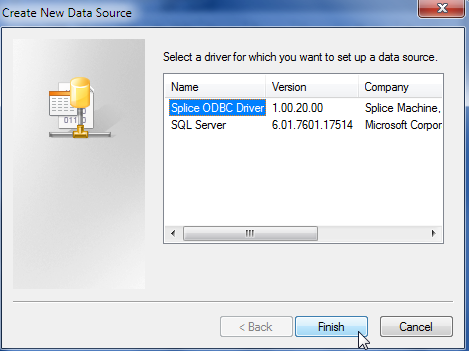 Create New Data Source
Select a driver for which you want to set up a data source.
Name Version Company
Splice ODBC Driver 1.00.20.00 Splice Machine,
SQL Server 6.01.7601.17514 Microsoft Corpor
< Back Finish Cancel